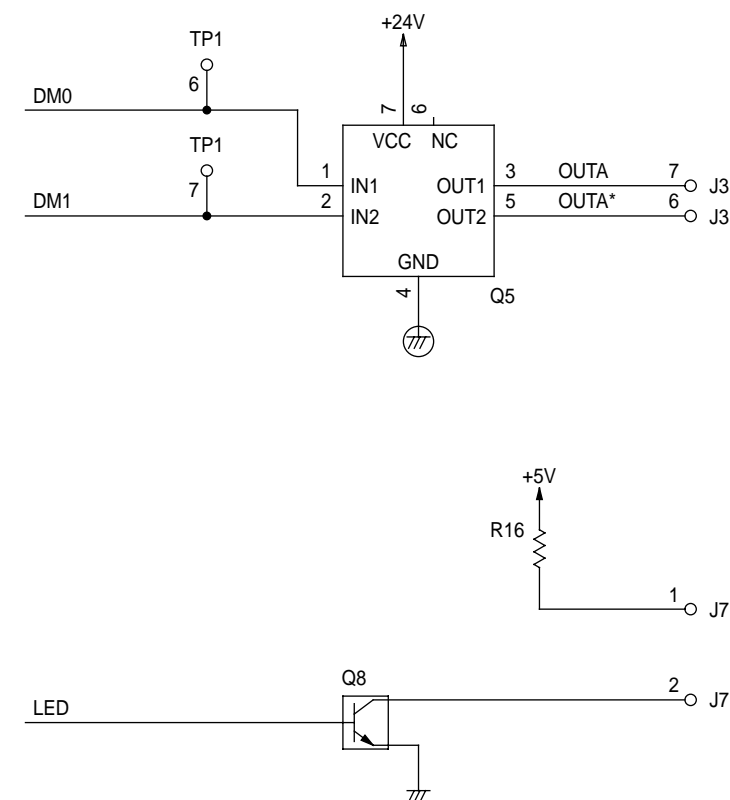 +24V
TP1
6
DM0
7 6
VCC NC
TP1
7
DM1
1 IN1 OUT1 3 OUTA 7 J3
2 IN2 OUT2 5 OUTA* 6 J3
GND
4
Q5
+5V
R16
1 J7
Q8
2 J7
LED